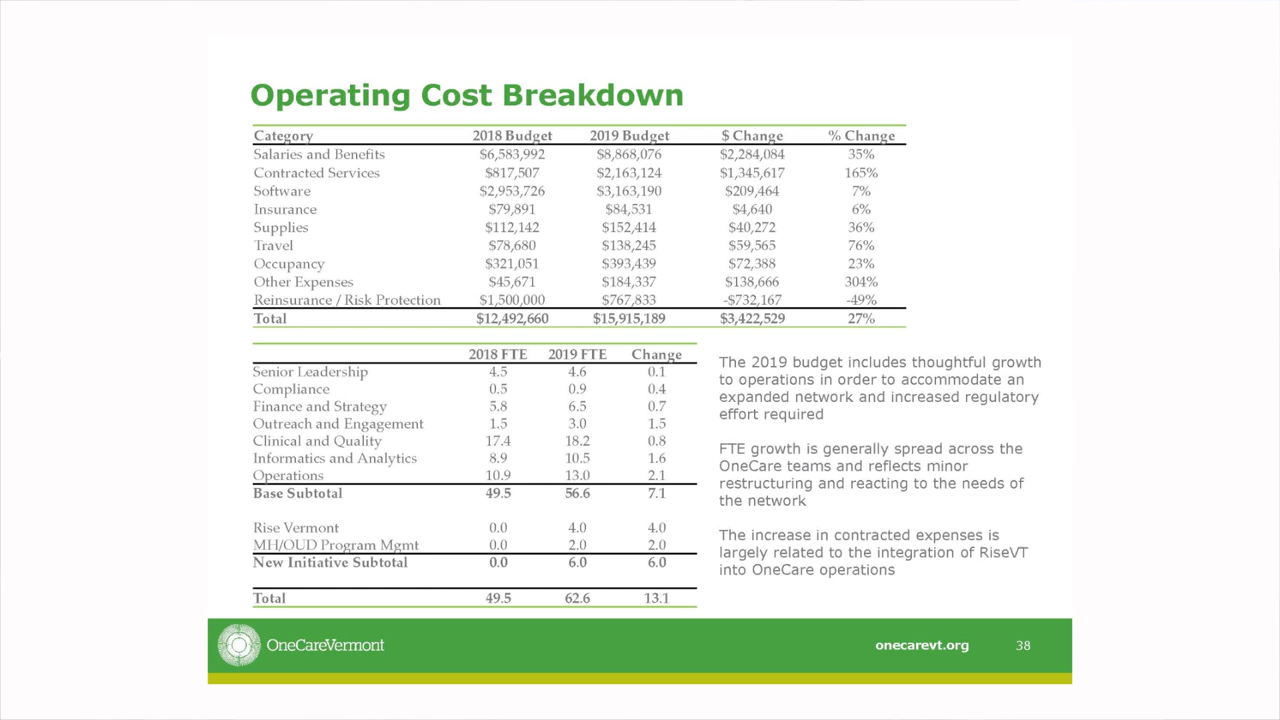 Operating Cost Breakdown
Category 2018 Budget 2019 Budget $ Change % Change
Salaries and Benefits $6,583,992 $8,868,076 $2,284,084 35%
Contracted Services $817,507 $2,163,124 $1,345,617 165%
Software $2,953,726 $3,163,190 $209,464 7%
Insurance $79,891 $84,531 $4,640 6%
Supplies $112,142 $152,414 $40,272 36%
Travel $78,680 $138,245 $59,565 76%
Occupancy $321,051 $393,439 $72,388 23%
Other Expenses $45,671 $184,337 $138,666 304%
Reinsurance / Risk Protection $1,500,000 $767,833 -$732,167 -49%
Total $12,492,660 $15,915,189 $3,422,529 27%
2018 FTE 2019 FTE Change
Senior Leadership 4.5 4.6 0.1
Compliance 0.5 0.9 0.4
Finance and Strategy 5.8 6.5 0.7
Outreach and Engagement 1.5 3.0 1.5
Clinical and Quality 17.4 18.2 0.8
Informatics and Analytics 8.9 10.5 1.6
Operations 10.9 13.0 2.1
Base Subtotal 49.5 56.6 7.1
Rise Vermont 0.0 4.0 4.0
MH/OUD Program Mgmt 0.0 2.0 2.0
New Initiative Subtotal 0.0 6.0 6.0
Total 49.5 62.6 13.1
The 2019 budget includes thoughtful growth
to operations in order to accommodate an
expanded network and increased regulatory
effort required
FTE growth is generally spread across the
OneCare teams and reflects minor
restructuring and reacting to the needs of
the network
The increase in contracted expenses is
largely related to the integration of RiseVT
into OneCare operations
OneCareVermont
onecarevt.org 38